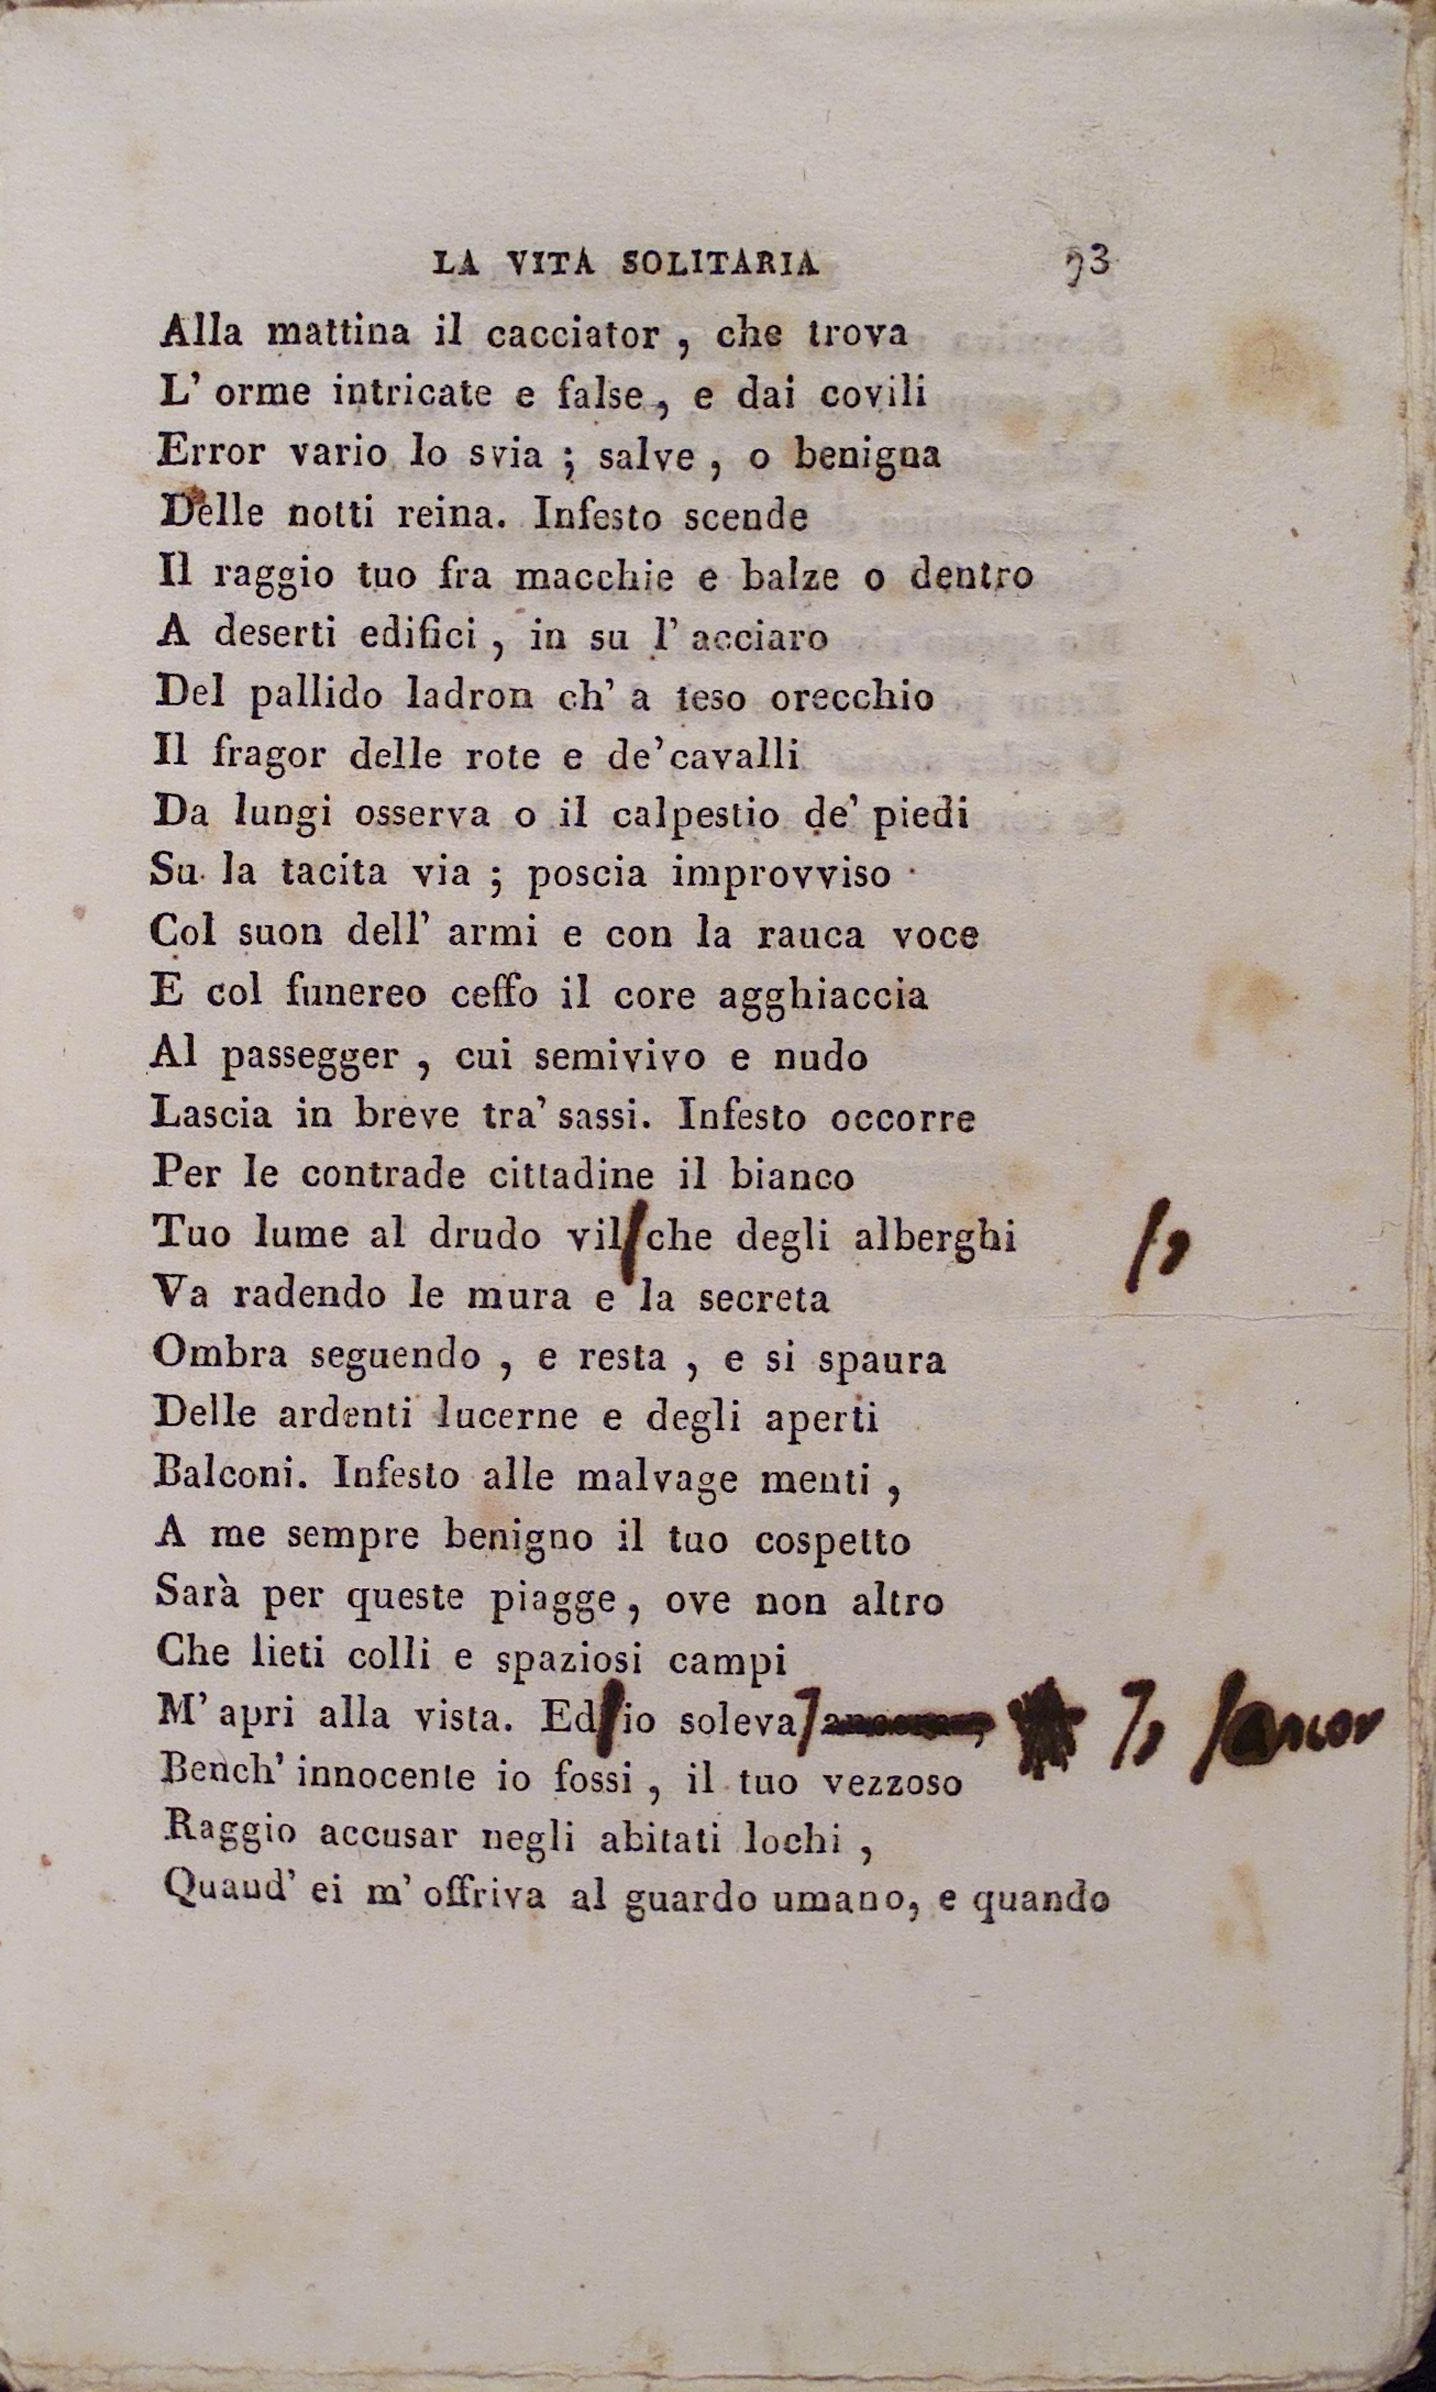 LA VITA SOLITARIA 93
Alla mattina il cacciator , che trova
L' orme intricate e false , e dai covili
Error vario lo svia ; salve , o benigna
Delle notti reina. Infesto scende
Il raggio tuo fra macchie e balze o dentro
A deserti edifici , in su l' acciaro
Del pallido ladron ch' a teso orecchio
Il fragor delle rote e de' cavalli
Da lungi osserva o il calpestio de' piedi
Su la tacita via ; poscia improvviso
Col suon dell' armi e con la rauca voce
E col funereo ceffo il core agghiaccia
Al passegger , cui semivivo e nudo
Lascia in breve tra' sassi. Infesto occorre
Per le contrade cittadine il bianco
Tuo lume al drudo vil/che degli alberghi /,
Va radendo le mura e la secreta
Ombra seguendo , e resta , e si spaura
Delle ardenti lucerne e degli aperti
Balconi. Infesto alle malvage menti ,
A me sempre benigno il tuo cospetto
Sarà per queste piagge , ove non altro
Che lieti colli e spaziosi campi
M' apri alla vista. Ed/io soleva ], /ancor
Bench' innocente io fossi , il tuo vezzoso
Raggio accusar negli abitati lochi ,
Quand' ei m' offriva al guardo umano, e quando